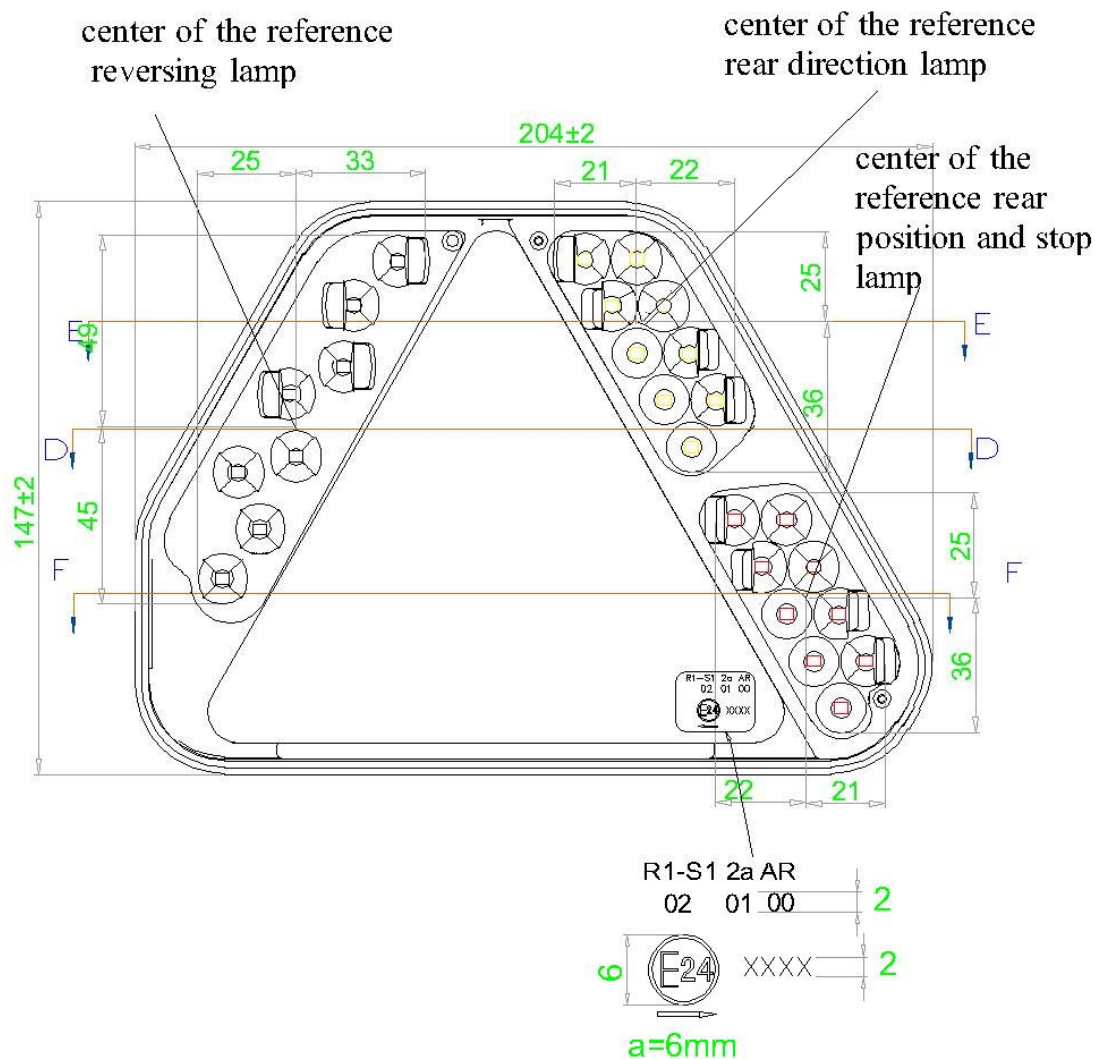 center of the reference
reversing lamp
center of the reference
rear direction lamp
center of the
reference rear
position and stop
lamp
204±2
25
33
21
22
25
E
49
E
36
D
D
147±2
45
25
F
F
36
R1-S1 2a AR
02 01 00
E24 XXXX
22
21
R1-S1 2a AR
02 01 00
2
6
E24
XXXX
2
a=6mm